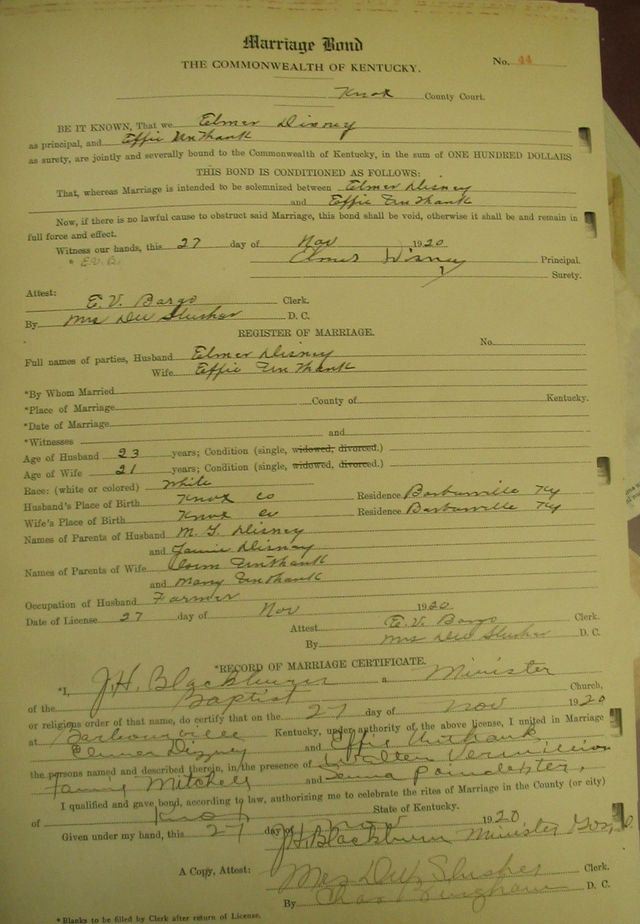 Marriage Bond
THE COMMONWEALTH OF KENTUCKY.
No. 44
Knox County Court.
BE IT KNOWN, That we Elmer Disney
as principal, and Effie Unthank
as surety, are jointly and severally bound to the Commonwealth of Kentucky, in the sum of ONE HUNDRED DOLLARS
THIS BOND IS CONDITIONED AS FOLLOWS:
That, whereas Marriage is intended to be solemnized between Elmer Disney
and Effie Unthank
Now, if there is no lawful cause to obstruct said Marriage, this bond shall be void, otherwise it shall be and remain in
full force and effect.
Witness our hands, this 27 day of Nov 1920
* E.V.B. Elmer Disney Principal.
Surety.
Attest:
E. V. Bargo Clerk.
By Mrs Dee Slusher D. C.
REGISTER OF MARRIAGE.
No.
Full names of parties, Husband Elmer Disney
Wife Effie Unthank
*By Whom Married
*Place of Marriage County of Kentucky.
*Date of Marriage
*Witnesses and
Age of Husband 23 years; Condition (single, widowed, divorced.)
Age of Wife 21 years; Condition (single, widowed, divorced.)
Race: (white or colored) White
Husband's Place of Birth Knox Co Residence Barbourville Ky
Wife's Place of Birth Knox Co Residence Barbourville Ky
Names of Parents of Husband M. G. Disney
and Disney
Names of Parents of Wife Unthank
and Mary Unthank
Occupation of Husband Farmer
Date of License 27 day of Nov 1920
Attest E. V. Bargo Clerk.
By Mrs Dee Slusher D. C.
*RECORD OF MARRIAGE CERTIFICATE.
*I, J.H. Blackburn a Minister
of the Baptist Church,
or religious order of that name, do certify that on the 27 day of Nov 1920
at Barbourville Kentucky, under authority of the above license, I united in Marriage
Elmer Dizney and Effie Unthank
the persons named and described therein, in the presence of Walter Vermillion
Fanny Mitchell and Poindexter,
I qualified and gave bond, according to law, authorizing me to celebrate the rites of Marriage in the County (or city)
of Knox State of Kentucky.
Given under my hand, this 27 day of Nov 1920
J.H. Blackburn Minister
A Copy, Attest: Mrs Dee Slusher Clerk.
By Chas Bingham D. C.
*Blanks to be filled by Clerk after return of License.